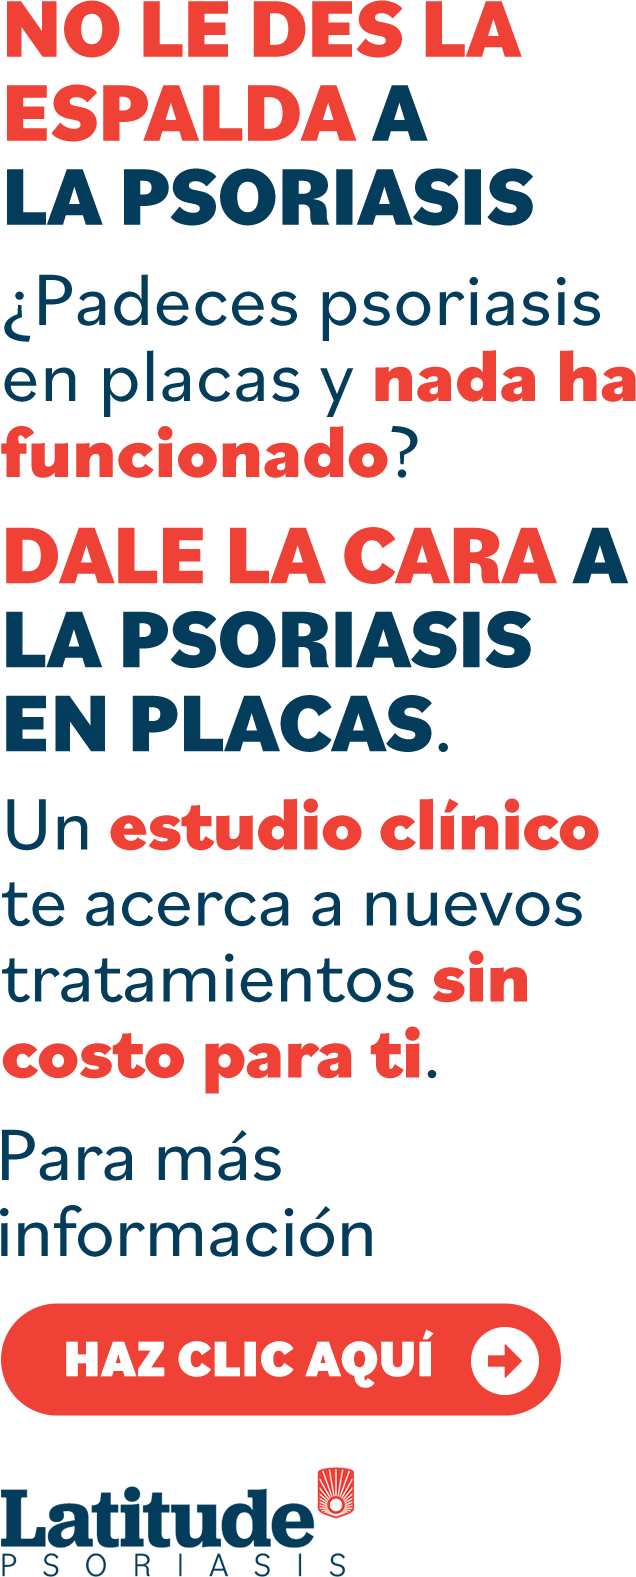 NO LE DES LA
ESPALDA A
LA PSORIASIS
¿Padeces psoriasis
en placas y nada ha
funcionado?
DALE LA CARA A
LA PSORIASIS
EN PLACAS.
Un estudio clínico
te acerca a nuevos
tratamientos sin
costo para ti.
Para más
información
HAZ CLIC AQUÍ
Latitude
PSORIASIS